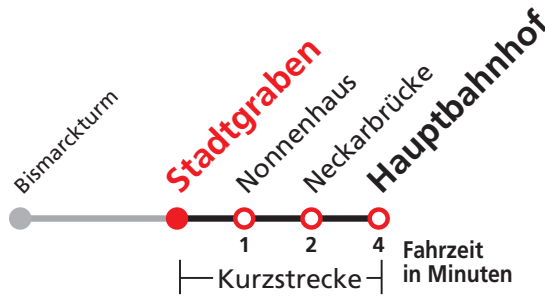 Bismarckturm
Stadtgraben
Nonnenhaus
Neckarbrücke
Hauptbahnhof
1 2 4 Fahrzeit
in Minuten
Kurzstrecke